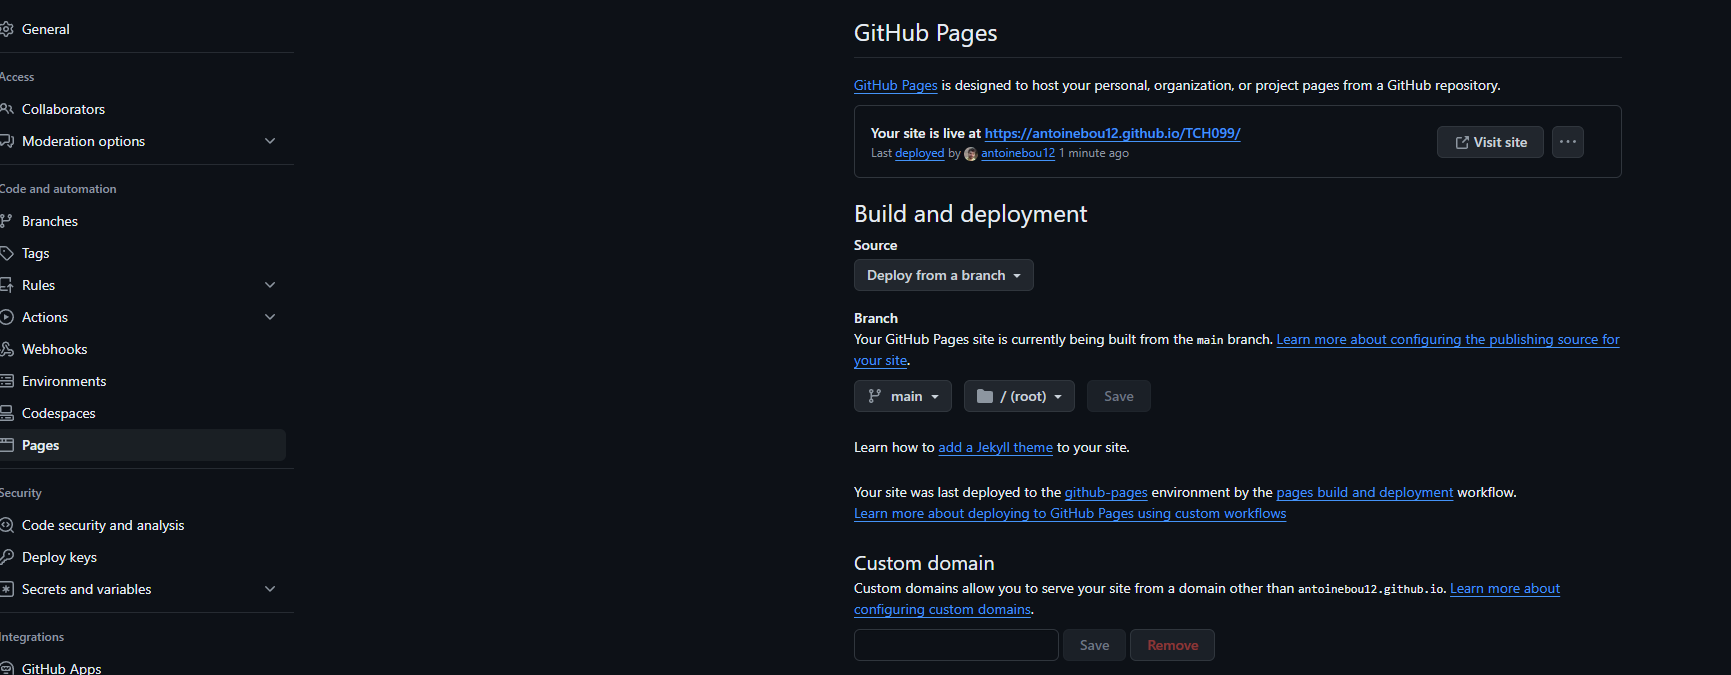 General
Access
Collaborators
Moderation options
Code and automation
Branches
Tags
Rules
Actions
Webhooks
Environments
Codespaces
Pages
Security
Code security and analysis
Deploy keys
Secrets and variables
Integrations
GitHub Apps
GitHub Pages
GitHub Pages is designed to host your personal, organization, or project pages from a GitHub repository.
Your site is live at https://antoinebou12.github.io/TCH099/
Last deployed by antoinebou12 1 minute ago
Visit site
Build and deployment
Source
Deploy from a branch
Branch
Your GitHub Pages site is currently being built from the main branch. Learn more about configuring the publishing source for
your site.
main / (root) Save
Learn how to add a Jekyll theme to your site.
Your site was last deployed to the github-pages environment by the pages build and deployment workflow.
Learn more about deploying to GitHub Pages using custom workflows
Custom domain
Custom domains allow you to serve your site from a domain other than antoinebou12.github.io. Learn more about
configuring custom domains.
Save Remove